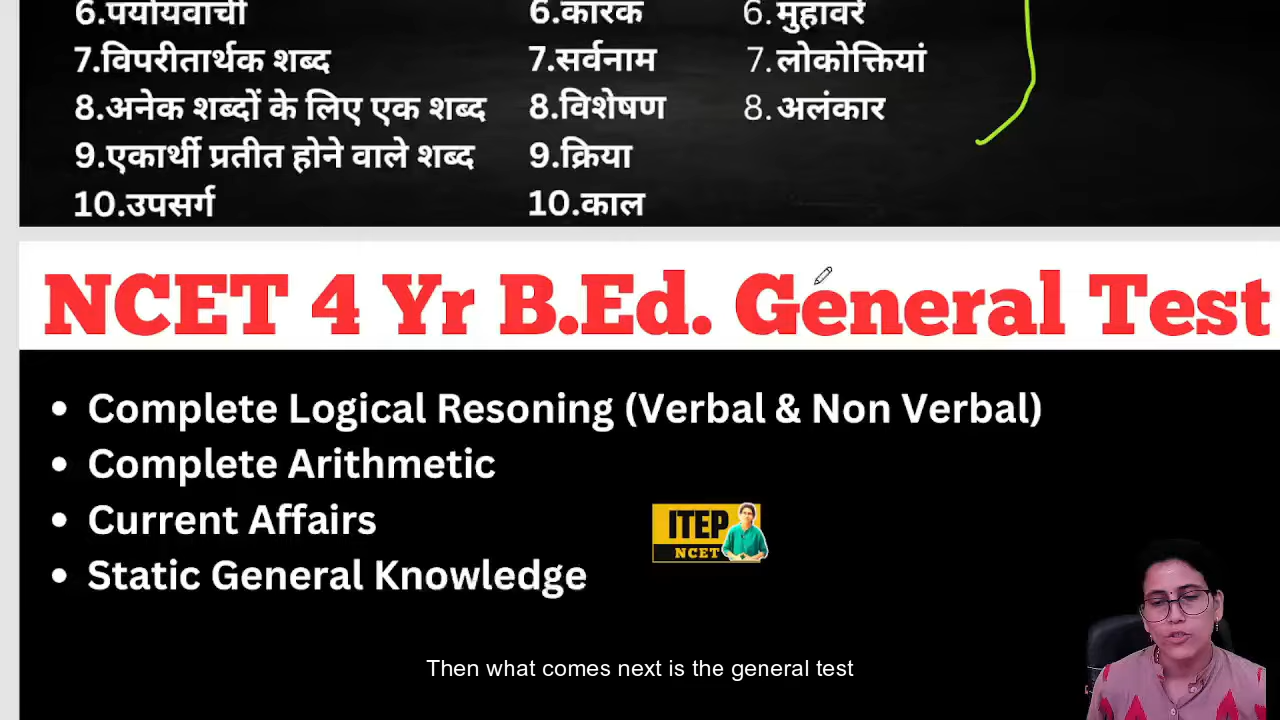 6.पर्यायवाची 6.कारक 6. मुहावरे
7.विपरीतार्थक शब्द 7.सर्वनाम 7. लोकोक्तियां
8.अनेक शब्दों के लिए एक शब्द 8.विशेषण 8. अलंकार
9.एकार्थी प्रतीत होने वाले शब्द 9.क्रिया
10.उपसर्ग 10.काल
NCET 4 Yr B.Ed. General Test
• Complete Logical Resoning (Verbal & Non Verbal)
• Complete Arithmetic
• Current Affairs
• Static General Knowledge
ITEP
NCET
Then what comes next is the general test